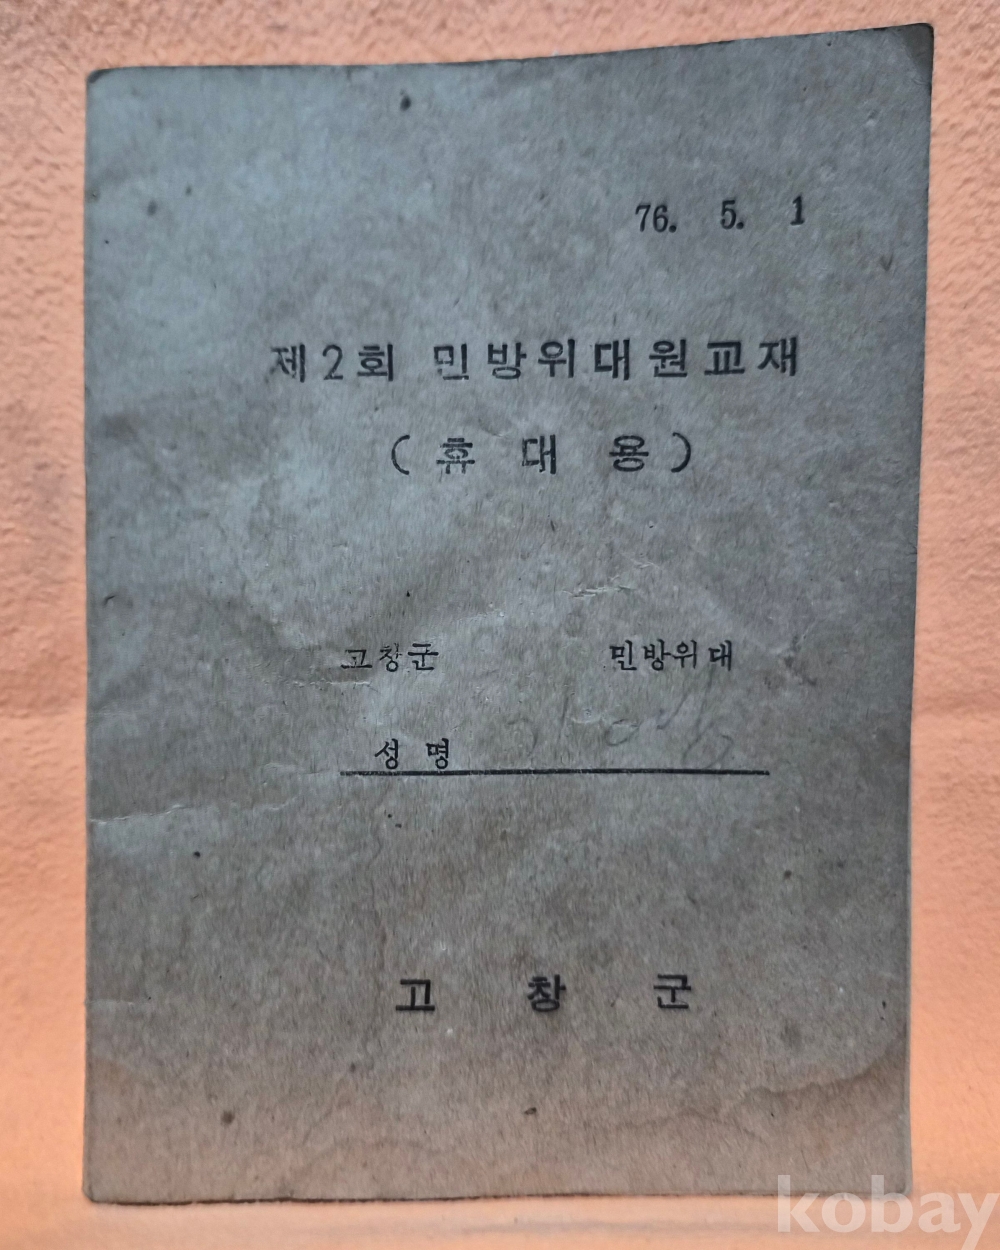 76. 5. 1
제2회 민방위대원교재
(휴대용)
고창군 민방위대
성명
고창군
kobay